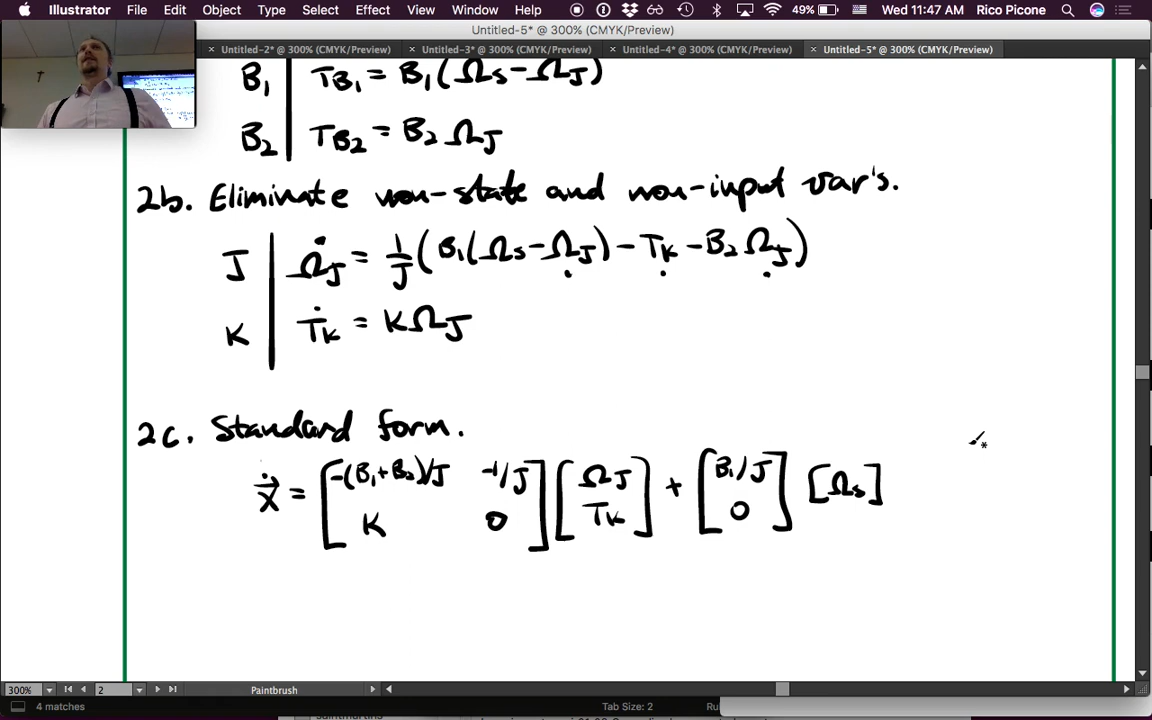 Illustrator File Edit Object Type Select Effect View Window Help 49% Wed 11:47 AM Rico Picone
Untitled-5* @ 300% (CMYK/Preview)
× Untitled-2* @ 300% (CMYK/Preview) × Untitled-3* @ 300% (CMYK/Preview) × Untitled-4* @ 300% (CMYK/Preview) × Untitled-5* @ 300% (CMYK/Preview)
B₁ | T_B₁ = B₁(Ω_S − Ω_J)
B₂ | T_B₂ = B₂ Ω_J
2b. Eliminate non-state and non-input var's.
J | Ω̇_J = 1/J (B₁(Ω_S − Ω_J) − T_K − B₂ Ω_J)
K | Ṫ_K = K Ω_J
2c. Standard form.
ẋ⃗ = [−(B₁+B₂)/J −1/J; K 0] [Ω_J; T_K] + [B₁/J; 0] [Ω_S]
300% 2 Paintbrush
4 matches Tab Size: 2